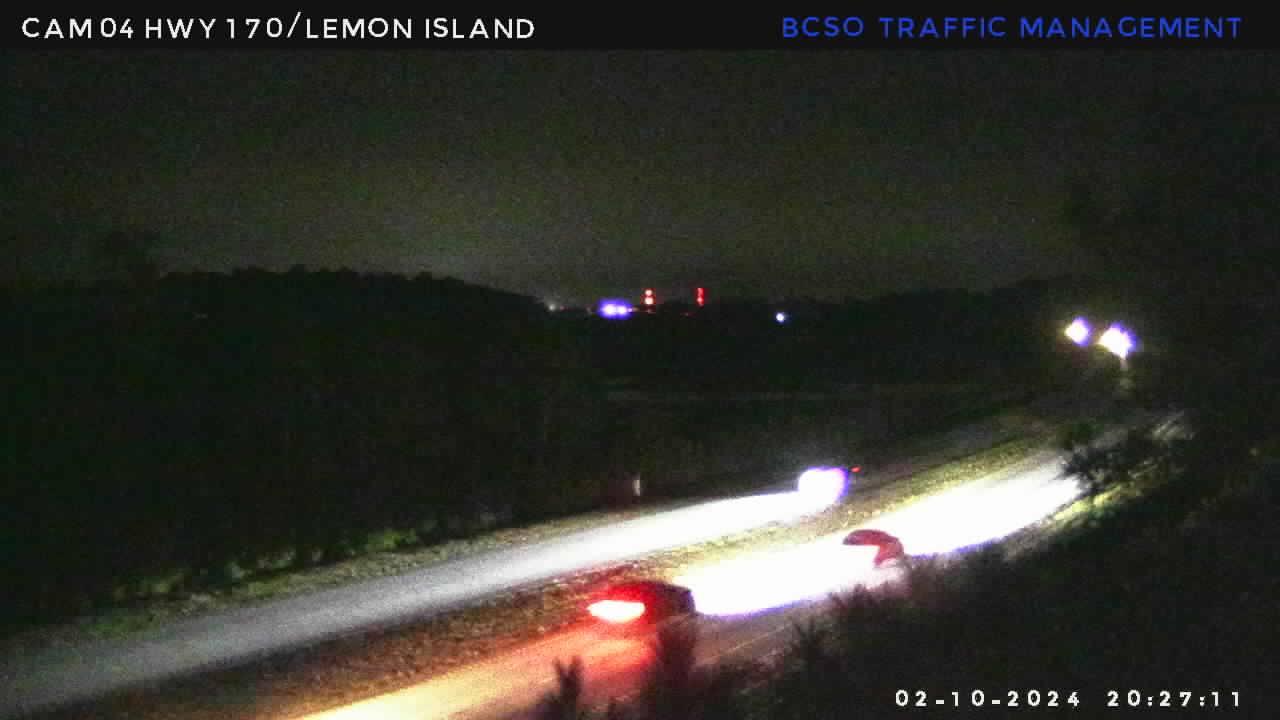 CAM 04 HWY 170/LEMON ISLAND
BCSO TRAFFIC MANAGEMENT
02-10-2024 20:27:11